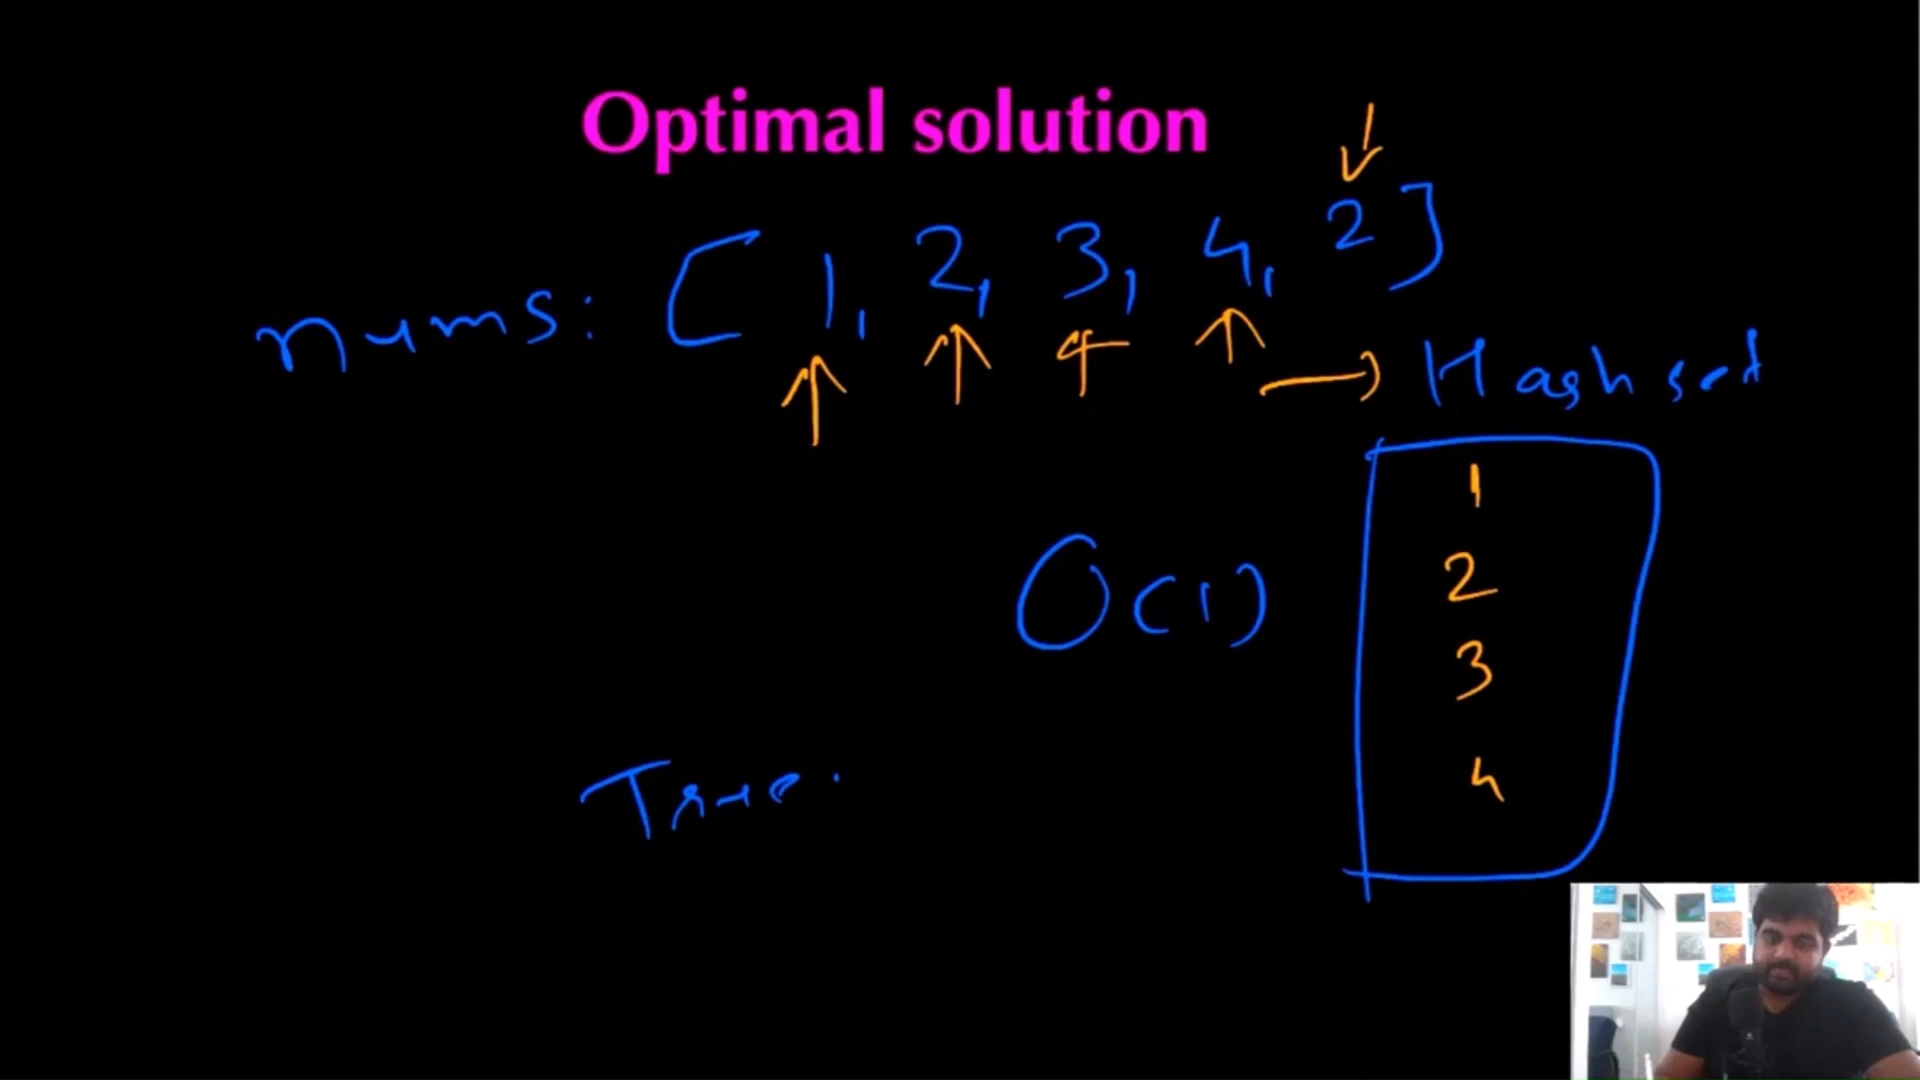 Optimal solution
nums: [1, 2, 3, 4, 2]
Hashset
1
2
O(1)
3
4
True.